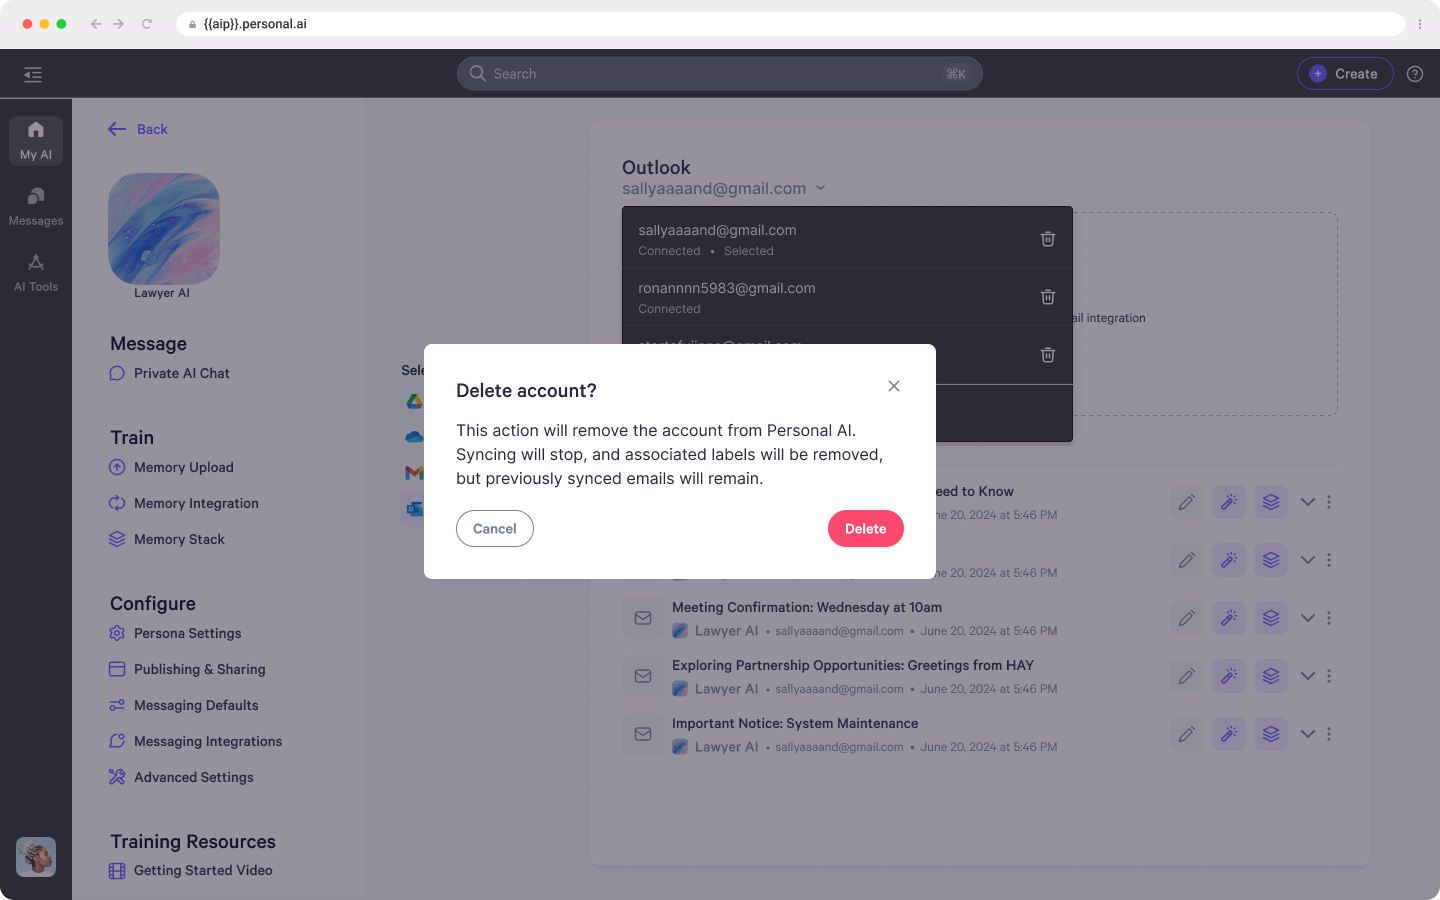 {{aip}}.personal.ai
Search
⌘K
Create
My AI
Messages
AI Tools
Back
Lawyer AI
Message
Private AI Chat
Train
Memory Upload
Memory Integration
Memory Stack
Configure
Persona Settings
Publishing & Sharing
Messaging Defaults
Messaging Integrations
Advanced Settings
Training Resources
Getting Started Video
Outlook
sallyaaaand@gmail.com
sallyaaaand@gmail.com
Connected • Selected
ronannnn5983@gmail.com
Connected
integration
Delete account?
This action will remove the account from Personal AI.
Syncing will stop, and associated labels will be removed,
but previously synced emails will remain.
Cancel
Delete
to Know
20, 2024 at 5:46 PM
20, 2024 at 5:46 PM
Meeting Confirmation: Wednesday at 10am
Lawyer AI • sallyaaaand@gmail.com • June 20, 2024 at 5:46 PM
Exploring Partnership Opportunities: Greetings from HAY
Lawyer AI • sallyaaaand@gmail.com • June 20, 2024 at 5:46 PM
Important Notice: System Maintenance
Lawyer AI • sallyaaaand@gmail.com • June 20, 2024 at 5:46 PM